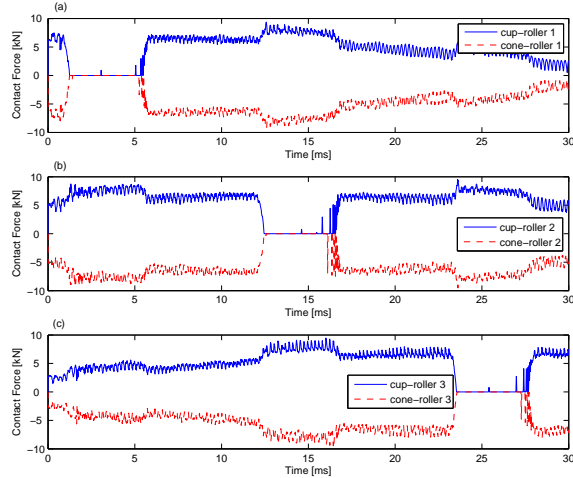 (a)
10
5
0
−5
−10
Contact Force [kN]
cup−roller 1
cone−roller 1
0 5 10 15 20 25 30
Time [ms]
(b)
10
5
0
−5
−10
Contact Force [kN]
cup−roller 2
cone−roller 2
0 5 10 15 20 25 30
Time [ms]
(c)
10
5
0
−5
−10
Contact Force [kN]
cup−roller 3
cone−roller 3
0 5 10 15 20 25 30
Time [ms]